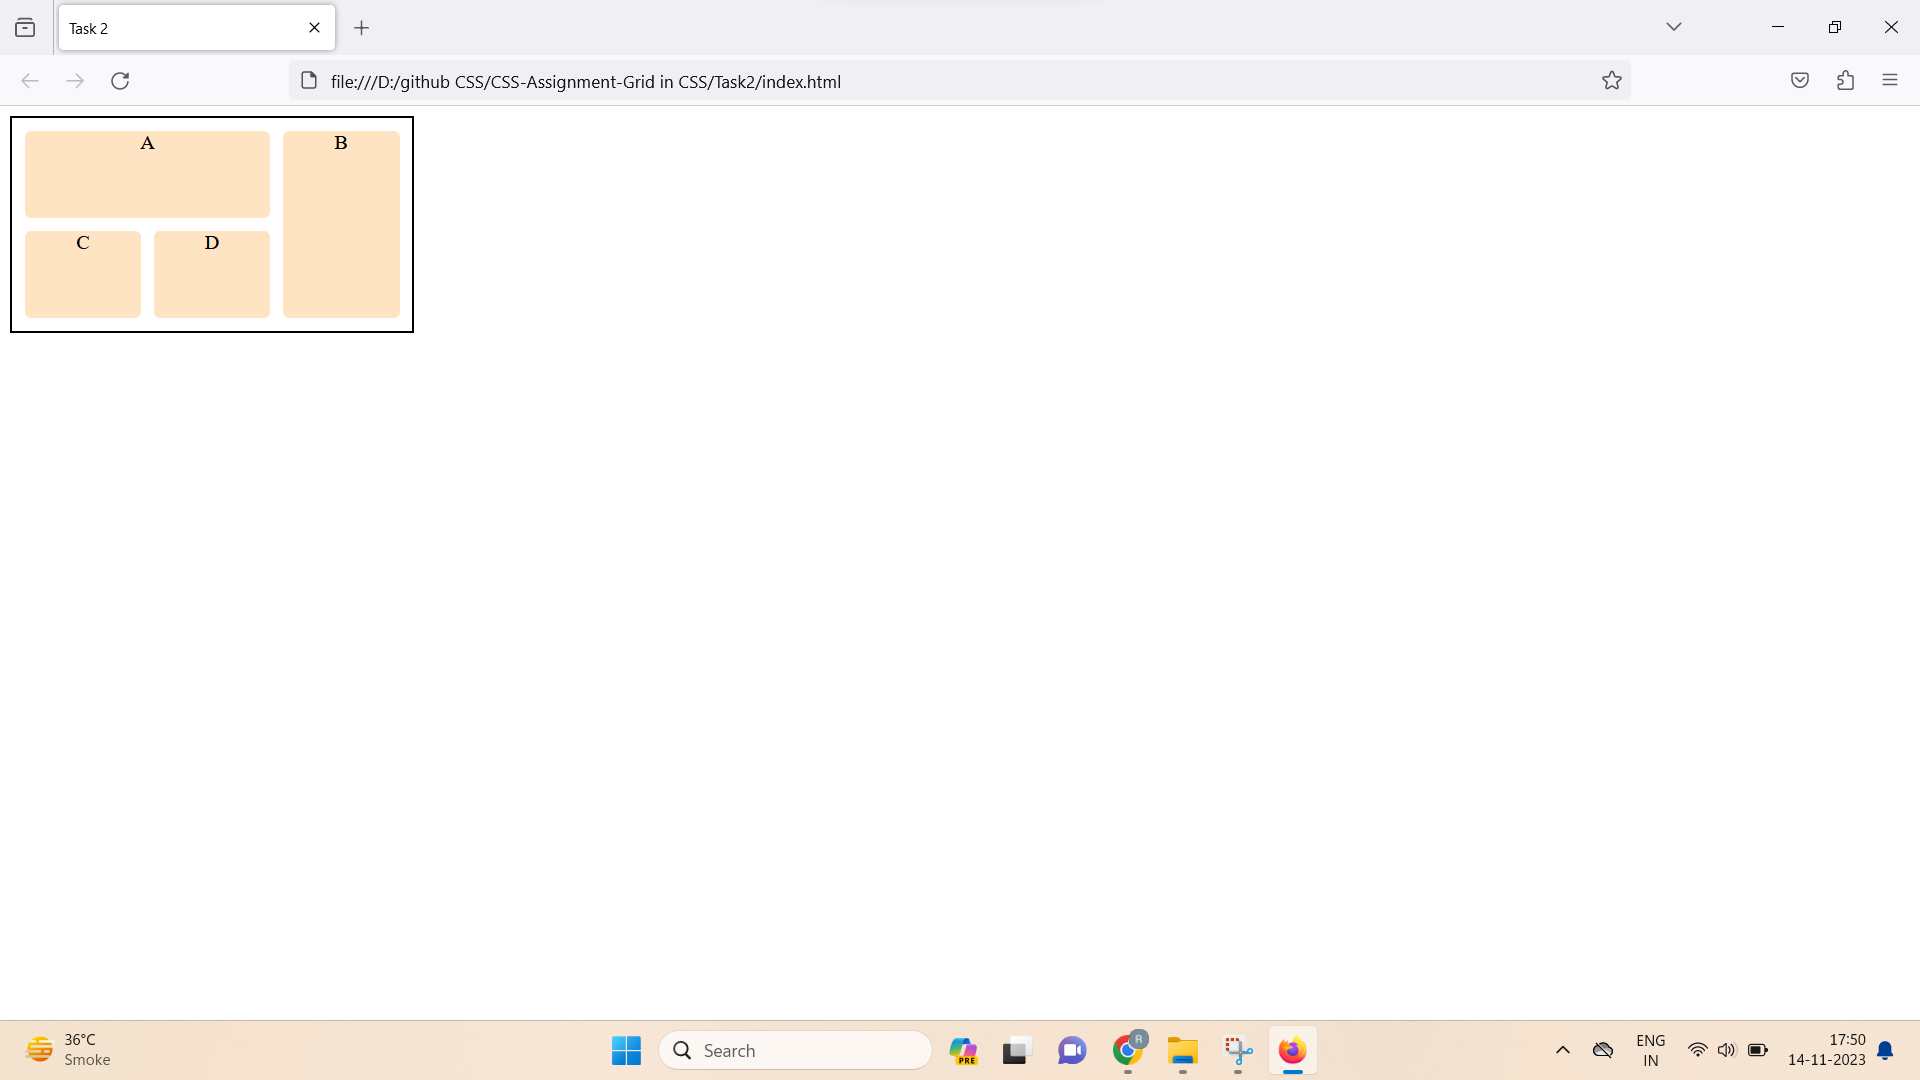 Task 2
file:///D:/github CSS/CSS-Assignment-Grid in CSS/Task2/index.html
A
B
C
D
36°C
Smoke
Search
PRE
R
ENG
IN
17:50
14-11-2023